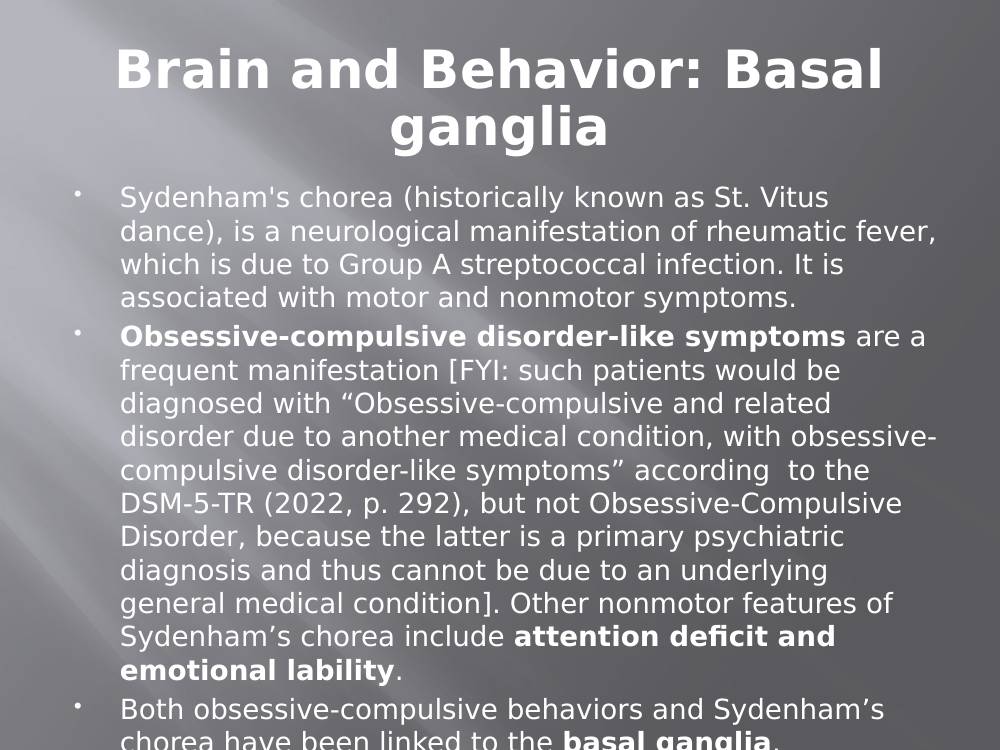 Brain and Behavior: Basal
ganglia
• Sydenham's chorea (historically known as St. Vitus
dance), is a neurological manifestation of rheumatic fever,
which is due to Group A streptococcal infection. It is
associated with motor and nonmotor symptoms.
• Obsessive-compulsive disorder-like symptoms are a
frequent manifestation [FYI: such patients would be
diagnosed with “Obsessive-compulsive and related
disorder due to another medical condition, with obsessive-
compulsive disorder-like symptoms” according  to the
DSM-5-TR (2022, p. 292), but not Obsessive-Compulsive
Disorder, because the latter is a primary psychiatric
diagnosis and thus cannot be due to an underlying
general medical condition]. Other nonmotor features of
Sydenham’s chorea include attention deficit and
emotional lability.
• Both obsessive-compulsive behaviors and Sydenham’s
chorea have been linked to the basal ganglia.